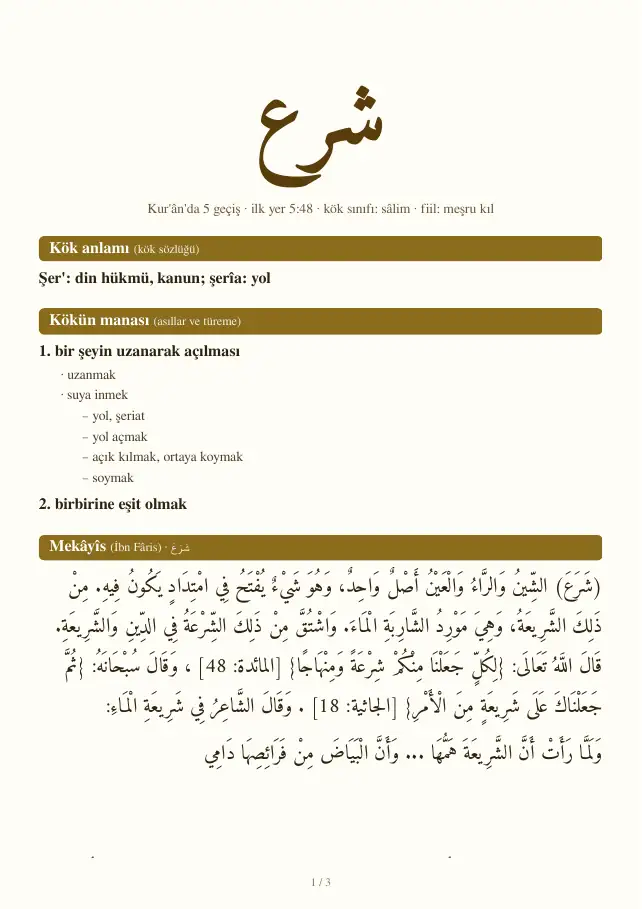 شرع
Kur'ân'da 5 geçiş · ilk yer 5:48 · kök sınıfı: sâlim · fiil: meşru kıl
Kök anlamı (kök sözlüğü)
Şer': din hükmü, kanun; şerîa: yol
Kökün manası (asıllar ve türeme)
1. bir şeyin uzanarak açılması
· uzanmak
· suya inmek
– yol, şeriat
– yol açmak
– açık kılmak, ortaya koymak
– soymak
2. birbirine eşit olmak
Mekâyîs (İbn Fâris) · شَرَعَ
(شَرَعَ) الشِّينُ وَالرَّاءُ وَالْعَيْنُ أَصْلٌ وَاحِدٌ، وَهُوَ شَيْءٌ يُفْتَحُ فِي امْتِدَادٍ يَكُونُ فِيهِ. مِنْ
ذَلِكَ الشَّرِيعَةُ، وَهِيَ مَوْرِدُ الشَّارِبَةِ الْمَاءَ. وَاشْتُقَّ مِنْ ذَلِكَ الشِّرْعَةُ فِي الدِّينِ وَالشَّرِيعَةِ.
قَالَ اللَّهُ تَعَالَى: {لِكُلٍّ جَعَلْنَا مِنْكُمْ شِرْعَةً وَمِنْهَاجًا} [المائدة: 48] ، وَقَالَ سُبْحَانَهُ: {ثُمَّ
جَعَلْنَاكَ عَلَى شَرِيعَةٍ مِنَ الْأَمْرِ} [الجاثية: 18] . وَقَالَ الشَّاعِرُ فِي شَرِيعَةِ الْمَاءِ:
وَلَمَّا رَأَتْ أَنَّ الشَّرِيعَةَ هَمُّهَا ... وَأَنَّ الْبَيَاضَ مِنْ فَرَائِصِهَا دَامِي
1 / 3